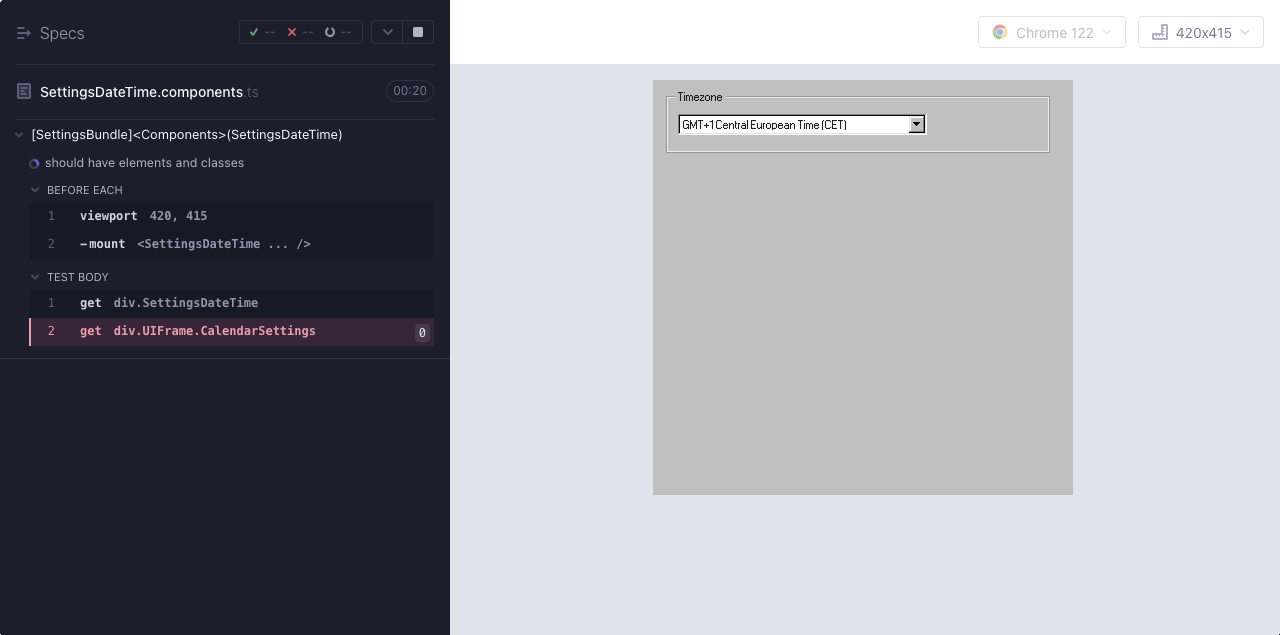 Specs
-- -- --
Chrome 122
420x415
SettingsDateTime.components.ts
00:20
[SettingsBundle]<Components>(SettingsDateTime)
should have elements and classes
BEFORE EACH
1 viewport 420, 415
2 -mount <SettingsDateTime ... />
TEST BODY
1 get div.SettingsDateTime
2 get div.UIFrame.CalendarSettings 0
Timezone
GMT+1 Central European Time (CET)